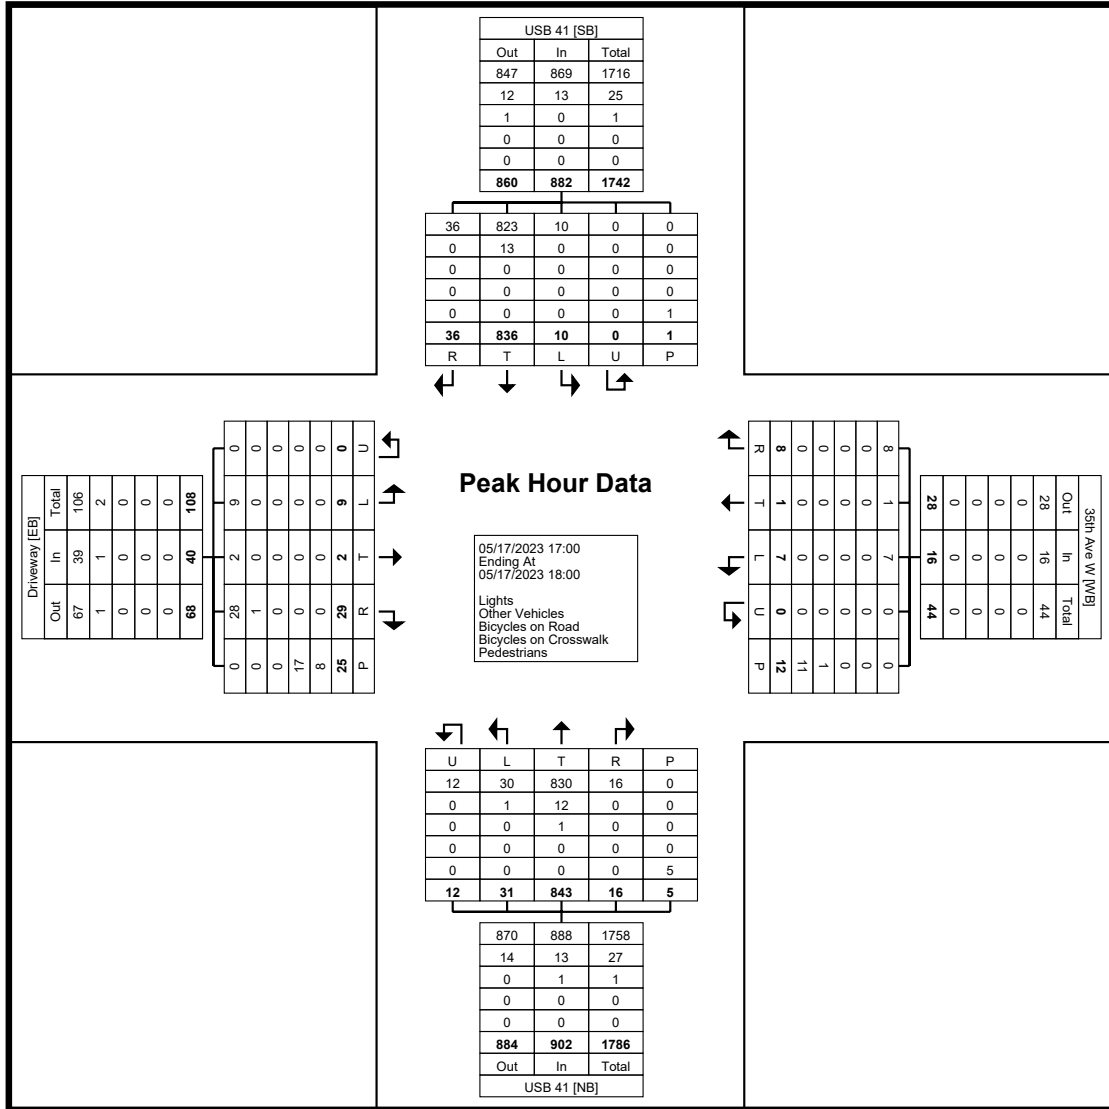 USB 41 [SB]
Out In Total
847 869 1716
12 13 25
1 0 1
0 0 0
0 0 0
860 882 1742
36 823 10 0 0
0 13 0 0 0
0 0 0 0 0
0 0 0 0 0
0 0 0 0 1
36 836 10 0 1
R T L U P
Driveway [EB]
Total In Out
106 39 67
2 1 1
0 0 0
0 0 0
0 0 0
108 40 68
0 9 2 28 0
0 0 0 1 0
0 0 0 0 0
0 0 0 0 17
0 0 0 0 8
0 9 2 29 25
U L T R P
Peak Hour Data
05/17/2023 17:00
Ending At
05/17/2023 18:00
Lights
Other Vehicles
Bicycles on Road
Bicycles on Crosswalk
Pedestrians
35th Ave W [WB]
Out In Total
28 16 44
0 0 0
0 0 0
0 0 0
0 0 0
28 16 44
8 1 7 0 0
0 0 0 0 0
0 0 0 0 0
0 0 0 0 1
0 0 0 0 11
8 1 7 0 12
R T L U P
U L T R P
12 30 830 16 0
0 1 12 0 0
0 0 1 0 0
0 0 0 0 0
0 0 0 0 5
12 31 843 16 5
870 888 1758
14 13 27
0 1 1
0 0 0
0 0 0
884 902 1786
Out In Total
USB 41 [NB]